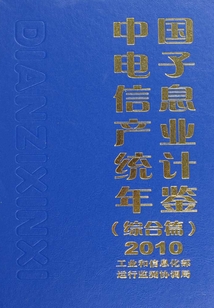 DIANZIXINXI
中国
电子
信息
产业
统计
年鉴
(综合篇)
2010
工业和信息化部
运行监测协调局